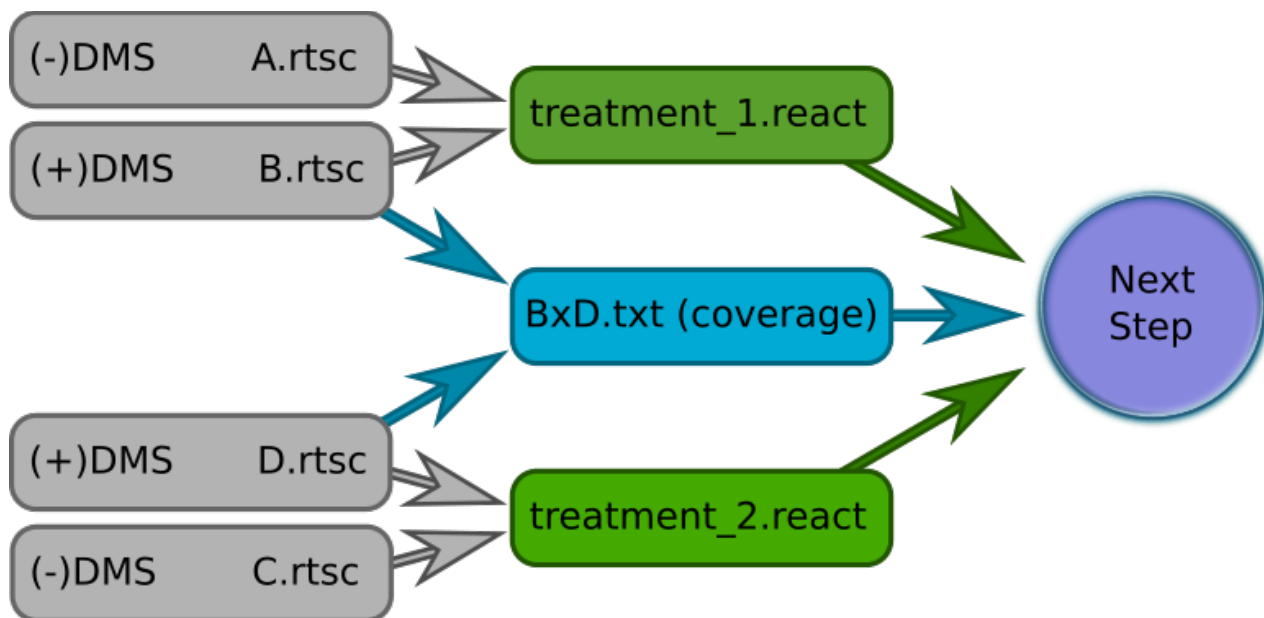 (-)DMS A.rtsc
(+)DMS B.rtsc
treatment_1.react
BxD.txt (coverage)
Next
Step
(+)DMS D.rtsc
(-)DMS C.rtsc
treatment_2.react